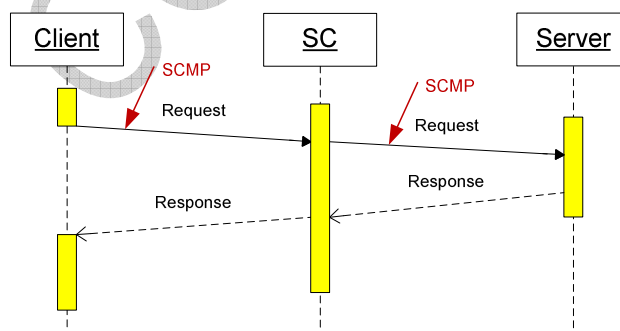 Client
SC
Server
SCMP
Request
SCMP
Request
Response
Response